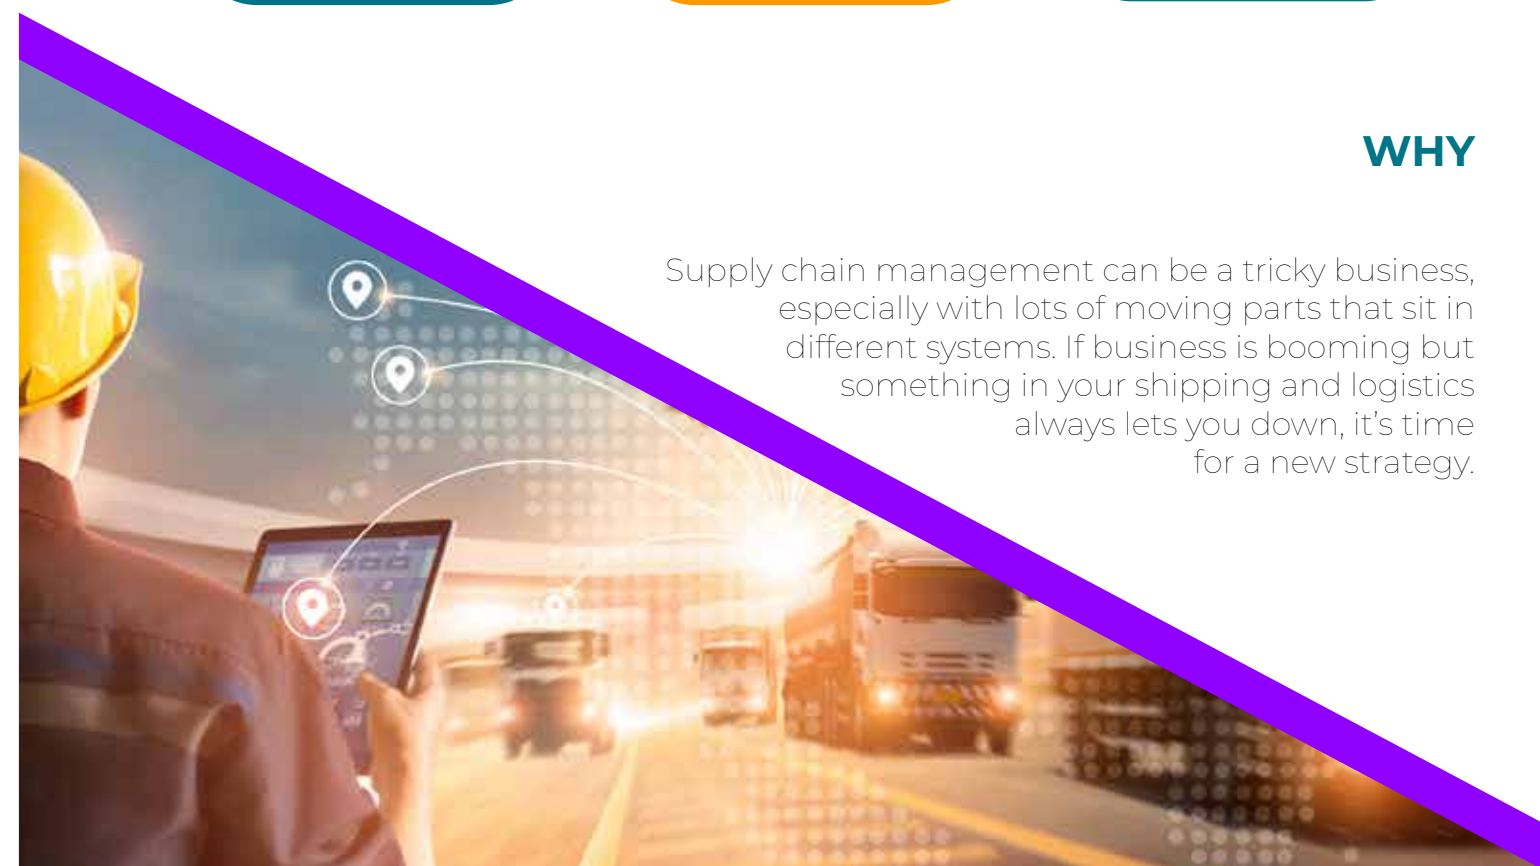 WHY
Supply chain management can be a tricky business,
especially with lots of moving parts that sit in
different systems. If business is booming but
something in your shipping and logistics
always lets you down, it’s time
for a new strategy.